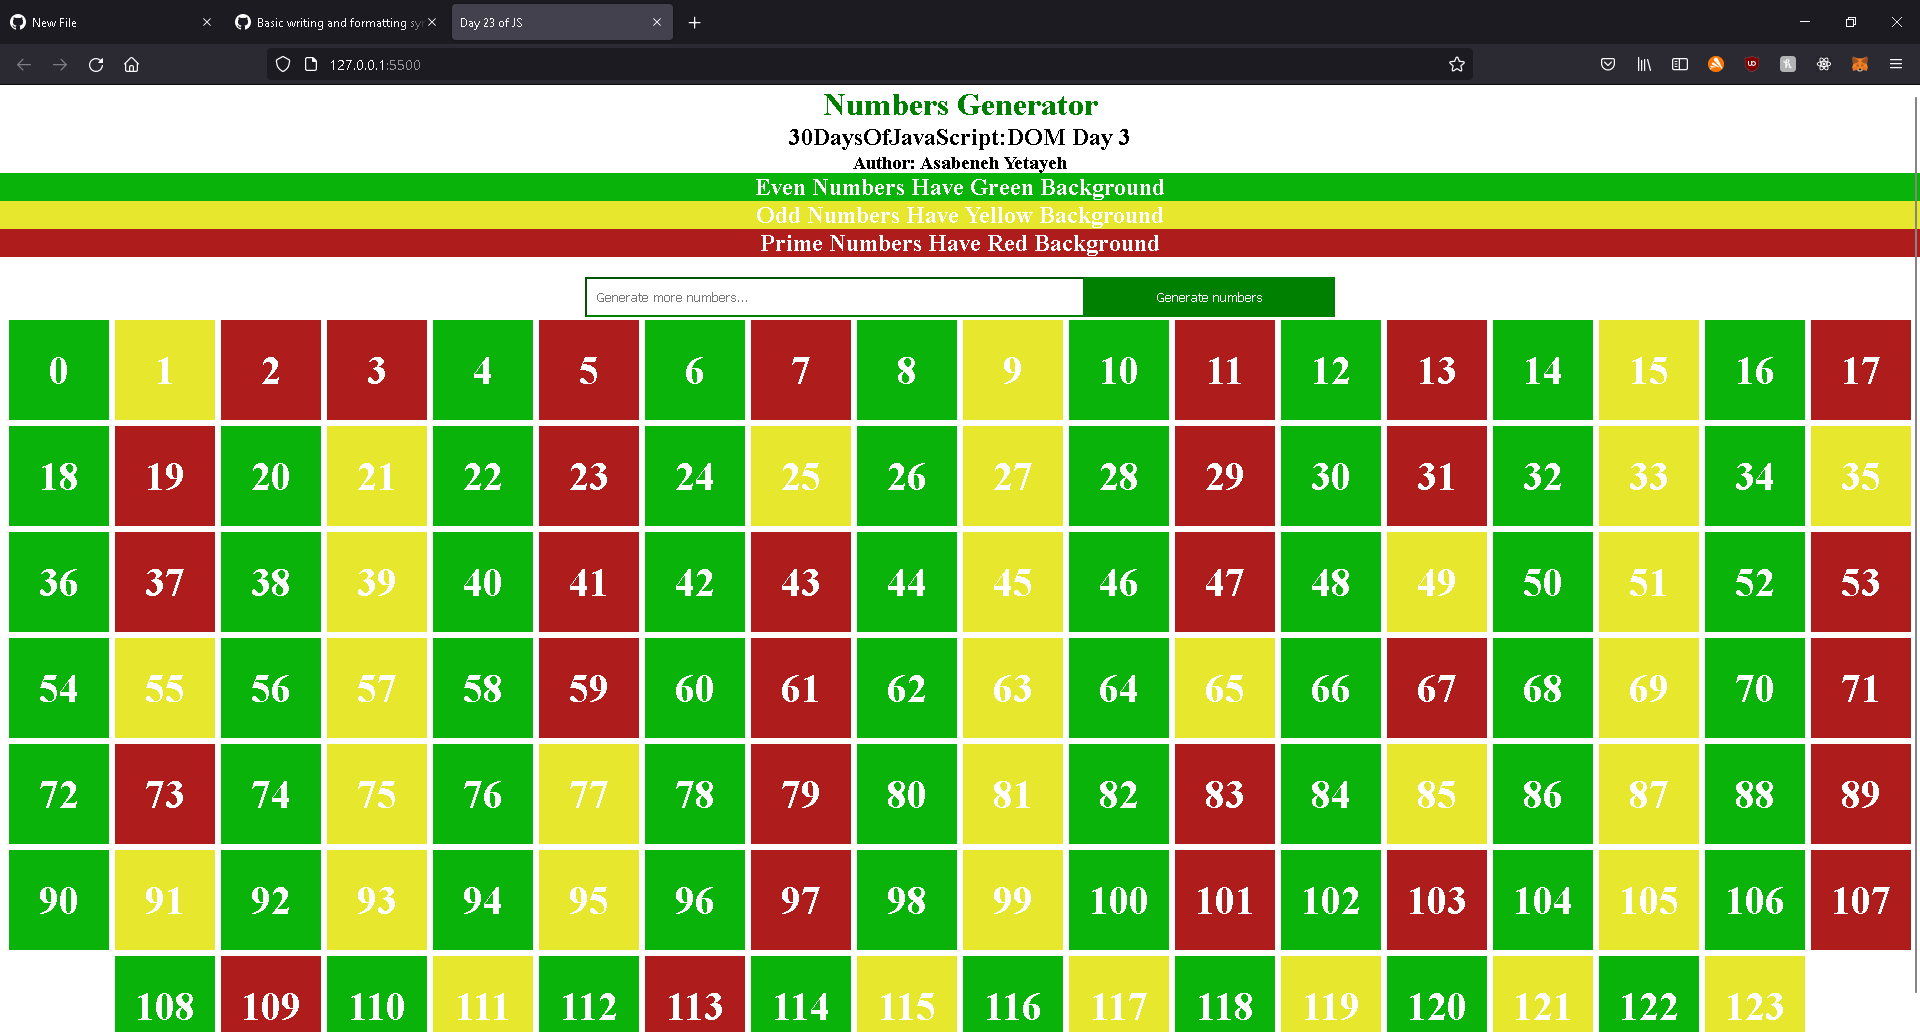 New File
Basic writing and formatting
Day 23 of JS
127.0.0.1:5500
Numbers Generator
30DaysOfJavaScript:DOM Day 3
Author: Asabeneh Yetayeh
Even Numbers Have Green Background
Odd Numbers Have Yellow Background
Prime Numbers Have Red Background
Generate more numbers...
Generate numbers
0 1 2 3 4 5 6 7 8 9 10 11 12 13 14 15 16 17
18 19 20 21 22 23 24 25 26 27 28 29 30 31 32 33 34 35
36 37 38 39 40 41 42 43 44 45 46 47 48 49 50 51 52 53
54 55 56 57 58 59 60 61 62 63 64 65 66 67 68 69 70 71
72 73 74 75 76 77 78 79 80 81 82 83 84 85 86 87 88 89
90 91 92 93 94 95 96 97 98 99 100 101 102 103 104 105 106 107
108 109 110 111 112 113 114 115 116 117 118 119 120 121 122 123